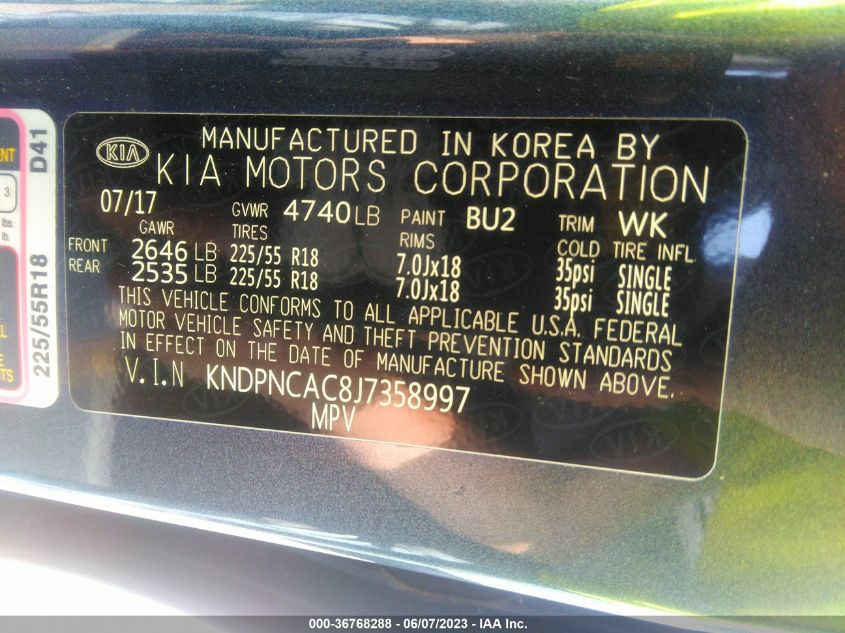 MANUFACTURED IN KOREA BY
KIA KIA MOTORS CORPORATION
07/17 GVWR 4740LB PAINT BU2 TRIM WK
GAWR TIRES RIMS COLD TIRE INFL.
FRONT 2646 LB 225/55 R18 7.0Jx18 35psi SINGLE
REAR 2535 LB 225/55 R18 7.0Jx18 35psi SINGLE
THIS VEHICLE CONFORMS TO ALL APPLICABLE U.S.A. FEDERAL
MOTOR VEHICLE SAFETY AND THEFT PREVENTION STANDARDS
IN EFFECT ON THE DATE OF MANUFACTURE SHOWN ABOVE.
V.I.N KNDPNCAC8J7358997
MPV
225/55R18 D41
3
lbs.
lb.
000-36768288 - 06/07/2023 - IAA Inc.